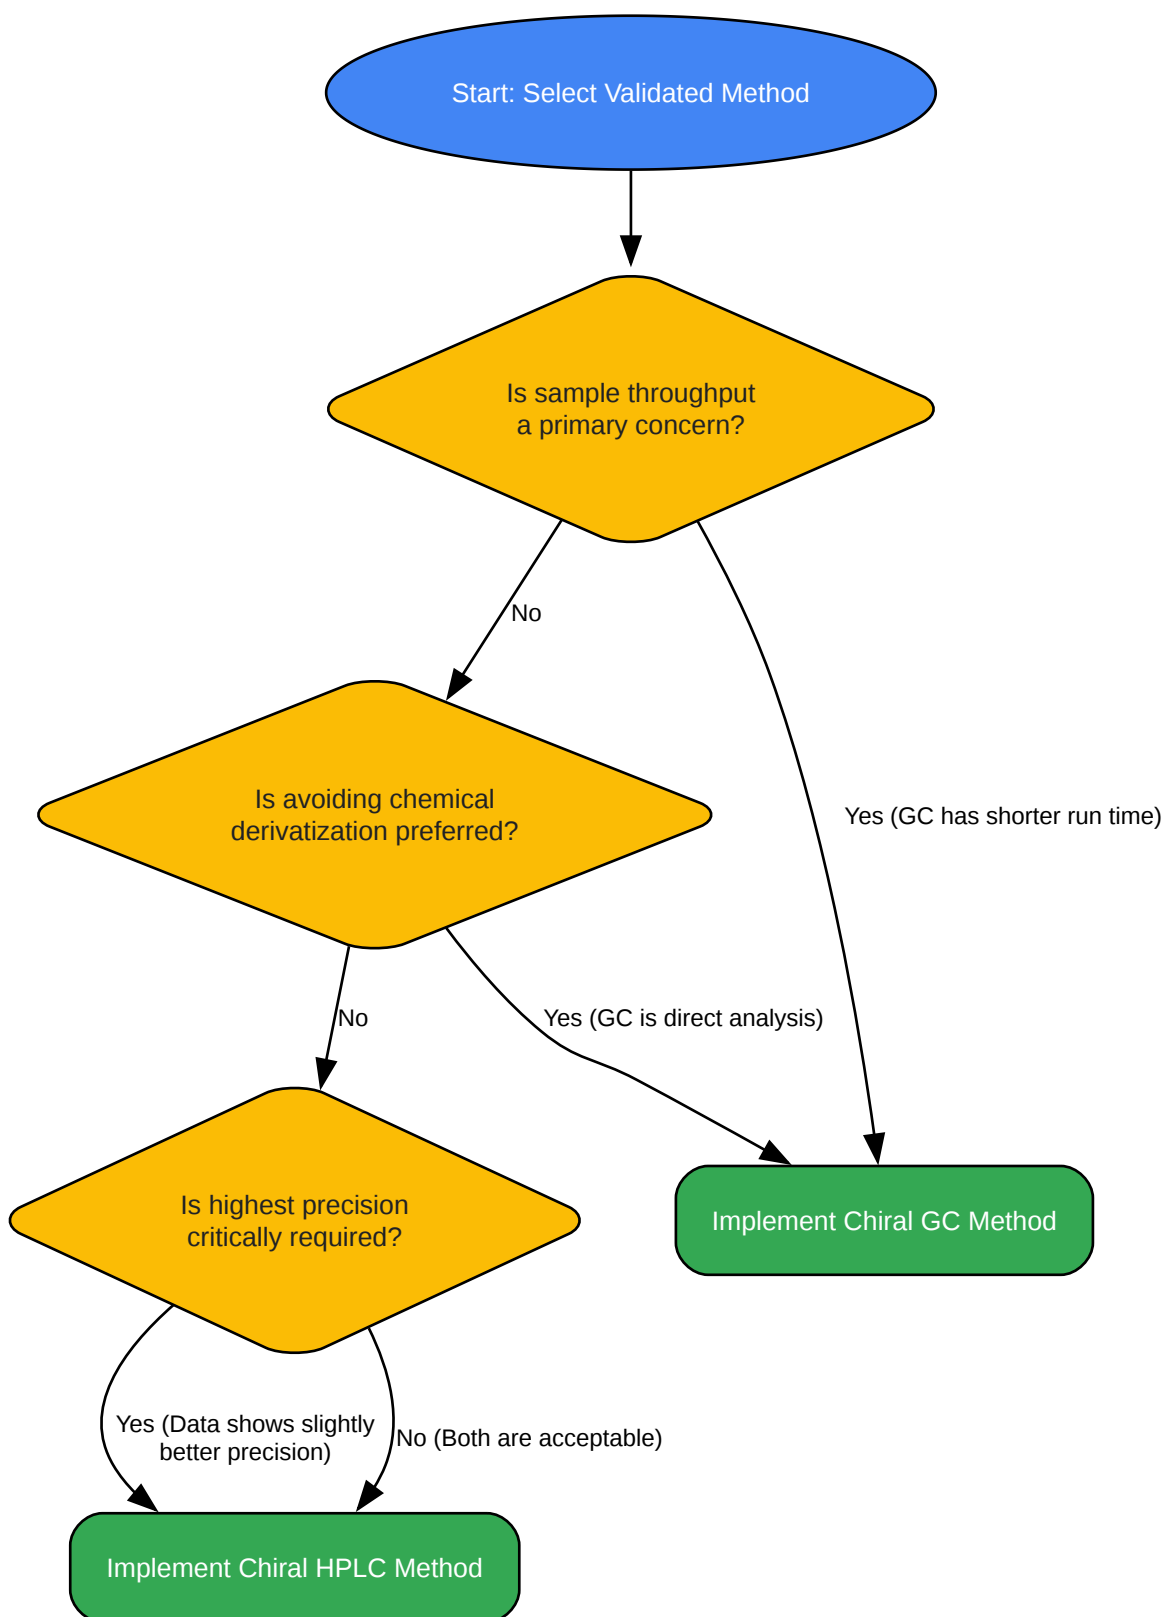 Start: Select Validated Method
Is sample throughput
a primary concern?
No
Is avoiding chemical
derivatization preferred?
Yes (GC has shorter run time)
No
Yes (GC is direct analysis)
Is highest precision
critically required?
Implement Chiral GC Method
Yes (Data shows slightly
better precision)
No (Both are acceptable)
Implement Chiral HPLC Method